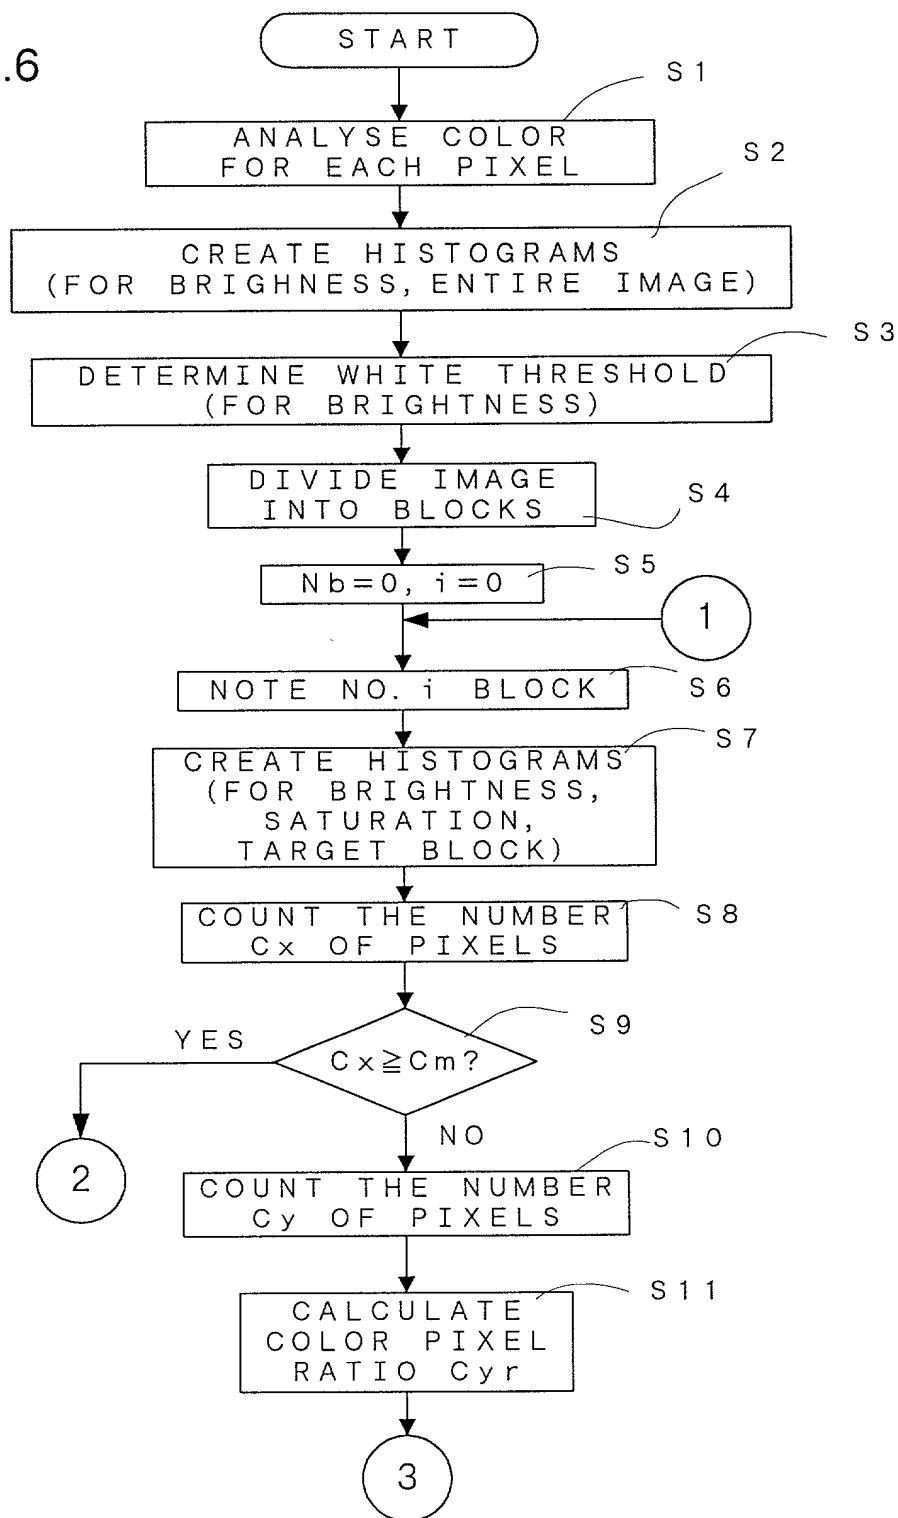 .6
START
S1
ANALYSE COLOR
FOR EACH PIXEL
S2
CREATE HISTOGRAMS
(FOR BRIGHNESS, ENTIRE IMAGE)
S3
DETERMINE WHITE THRESHOLD
(FOR BRIGHTNESS)
DIVIDE IMAGE
INTO BLOCKS
S4
Nb=0, i=0
S5
1
NOTE NO. i BLOCK
S6
S7
CREATE HISTOGRAMS
(FOR BRIGHTNESS,
SATURATION,
TARGET BLOCK)
COUNT THE NUMBER
Cx OF PIXELS
S8
S9
YES
Cx≧Cm?
NO
2
S10
COUNT THE NUMBER
Cy OF PIXELS
S11
CALCULATE
COLOR PIXEL
RATIO Cyr
3